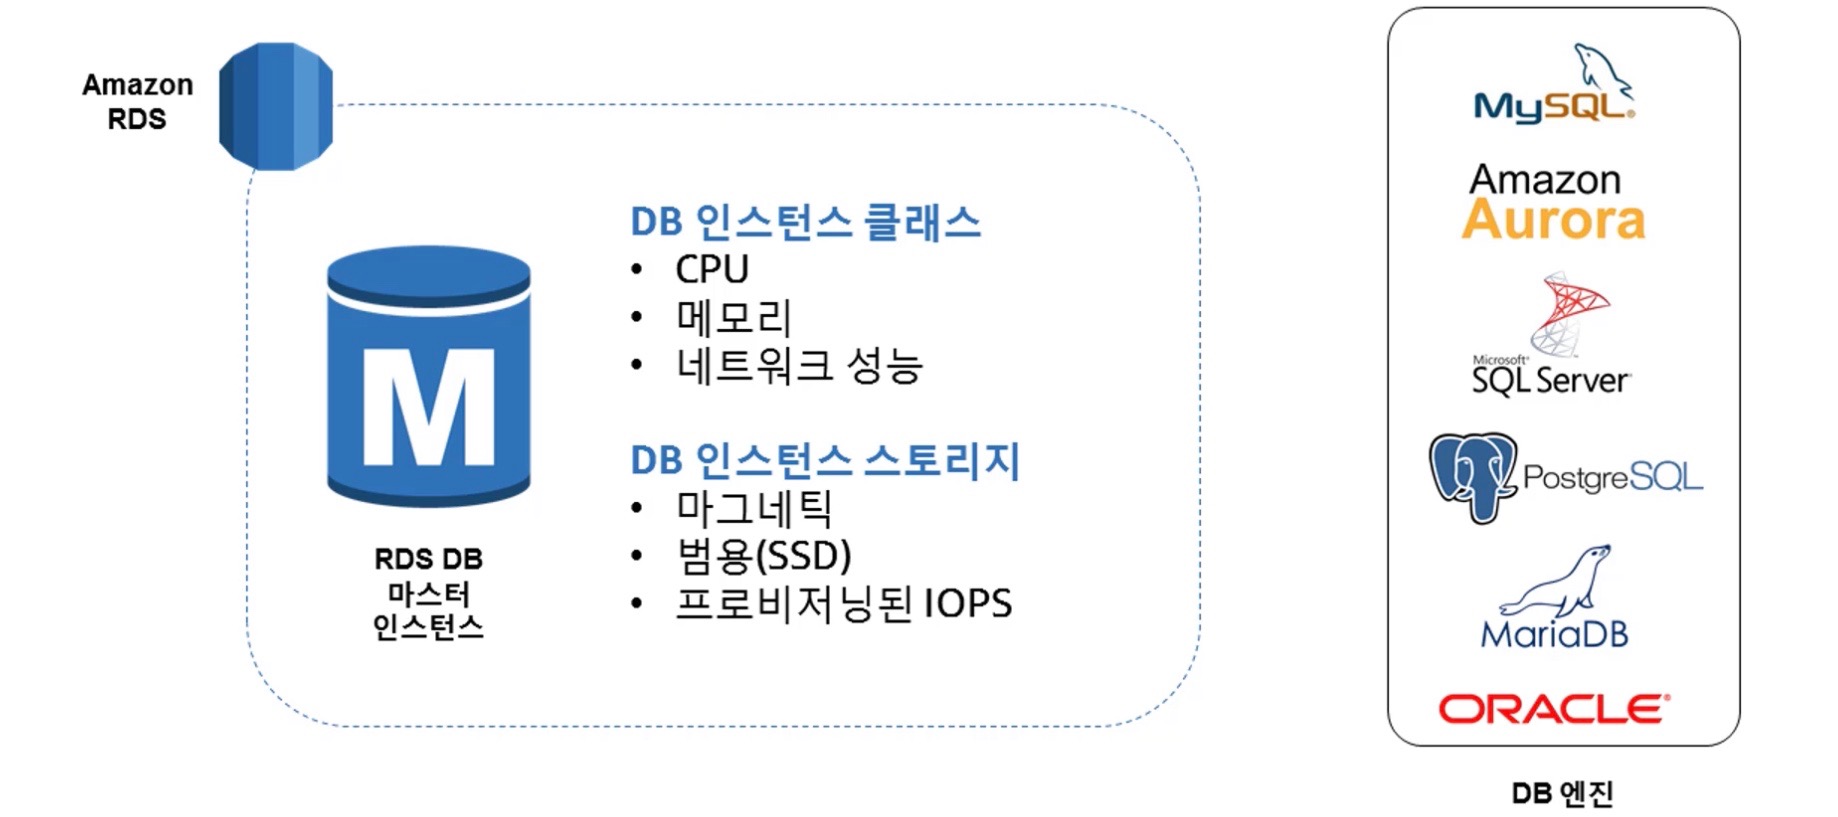 Amazon
RDS
M
RDS DB
마스터
인스턴스
DB 인스턴스 클래스
• CPU
• 메모리
• 네트워크 성능
DB 인스턴스 스토리지
• 마그네틱
• 범용(SSD)
• 프로비저닝된 IOPS
MySQL®
Amazon
Aurora
Microsoft®
SQL Server
PostgreSQL
MariaDB
ORACLE®
DB 엔진